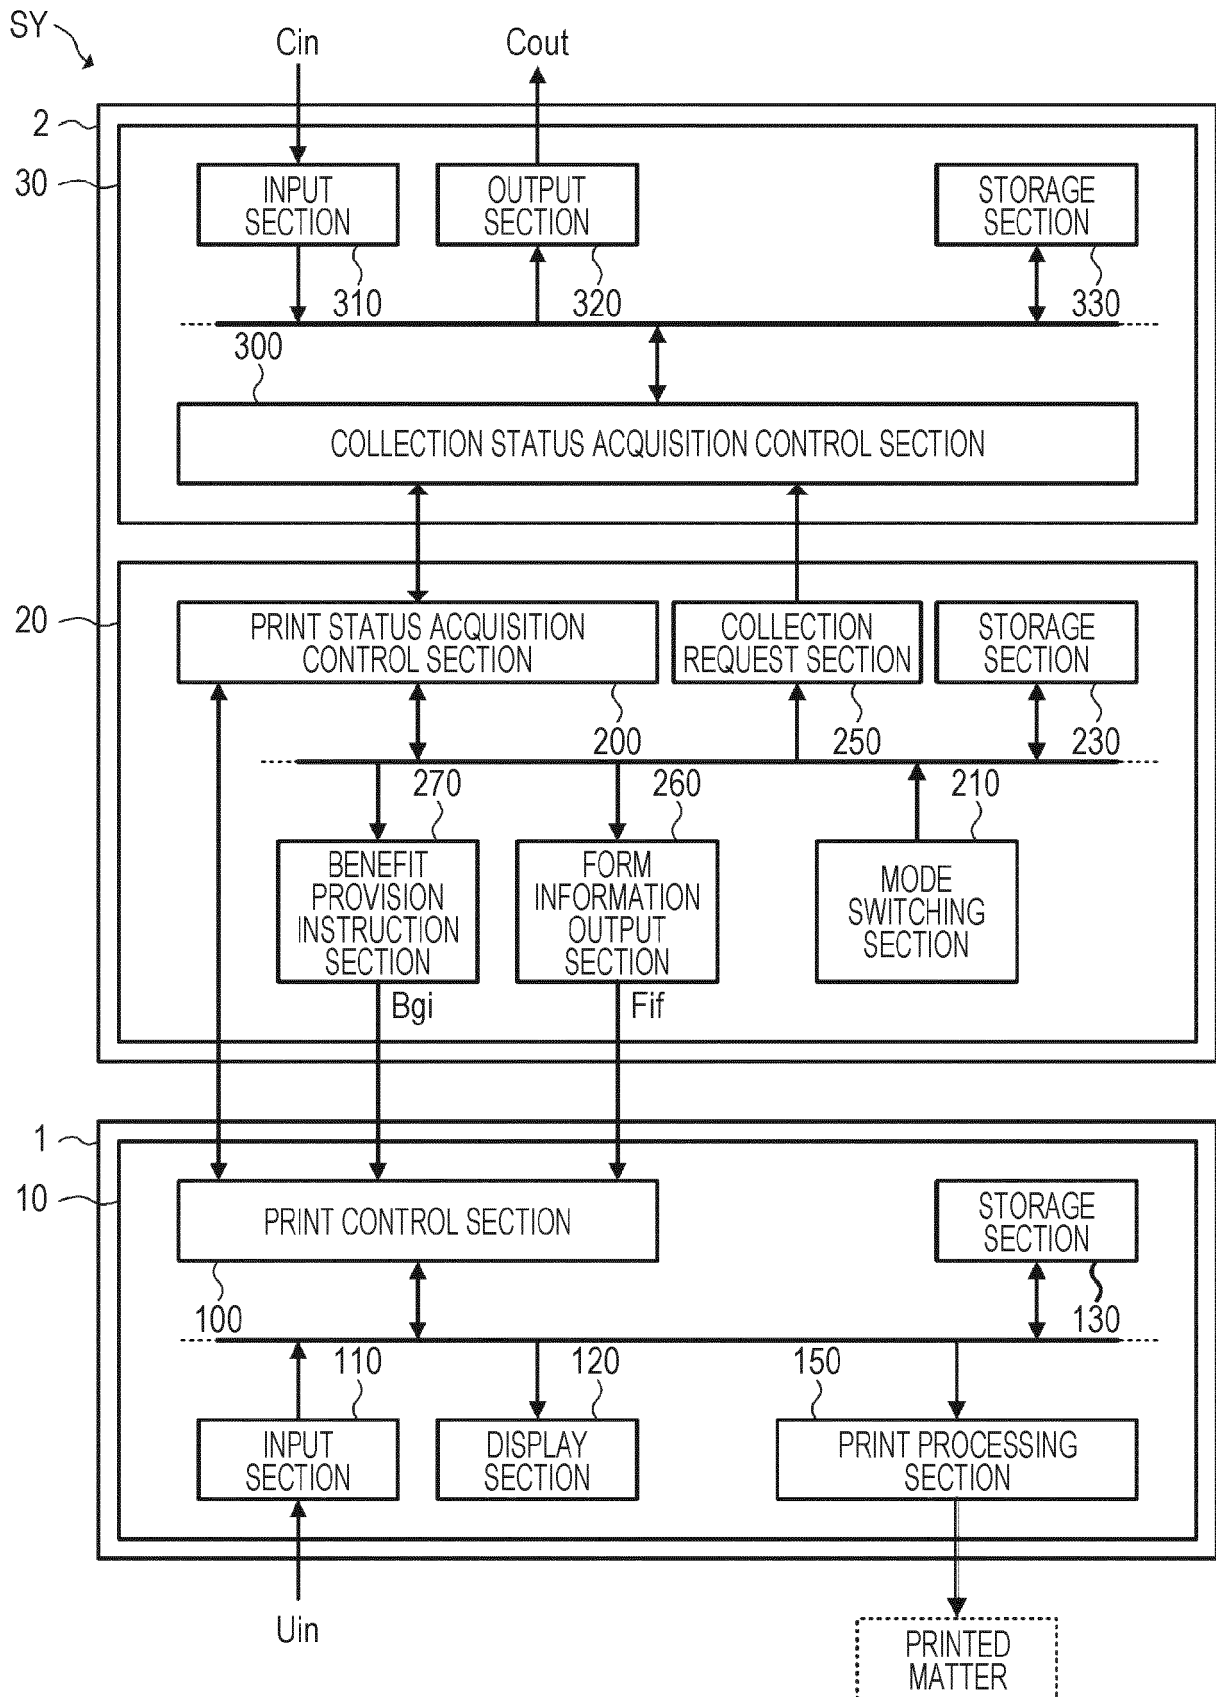 SY
Cin
Cout
2
30
INPUT
SECTION
OUTPUT
SECTION
STORAGE
SECTION
310
320
330
300
COLLECTION STATUS ACQUISITION CONTROL SECTION
20
PRINT STATUS ACQUISITION
CONTROL SECTION
COLLECTION
REQUEST SECTION
STORAGE
SECTION
200
250
230
270
260
210
BENEFIT
PROVISION
INSTRUCTION
SECTION
FORM
INFORMATION
OUTPUT
SECTION
MODE
SWITCHING
SECTION
Bgi
Fif
1
10
PRINT CONTROL SECTION
STORAGE
SECTION
100
130
110
120
150
INPUT
SECTION
DISPLAY
SECTION
PRINT PROCESSING
SECTION
Uin
PRINTED
MATTER